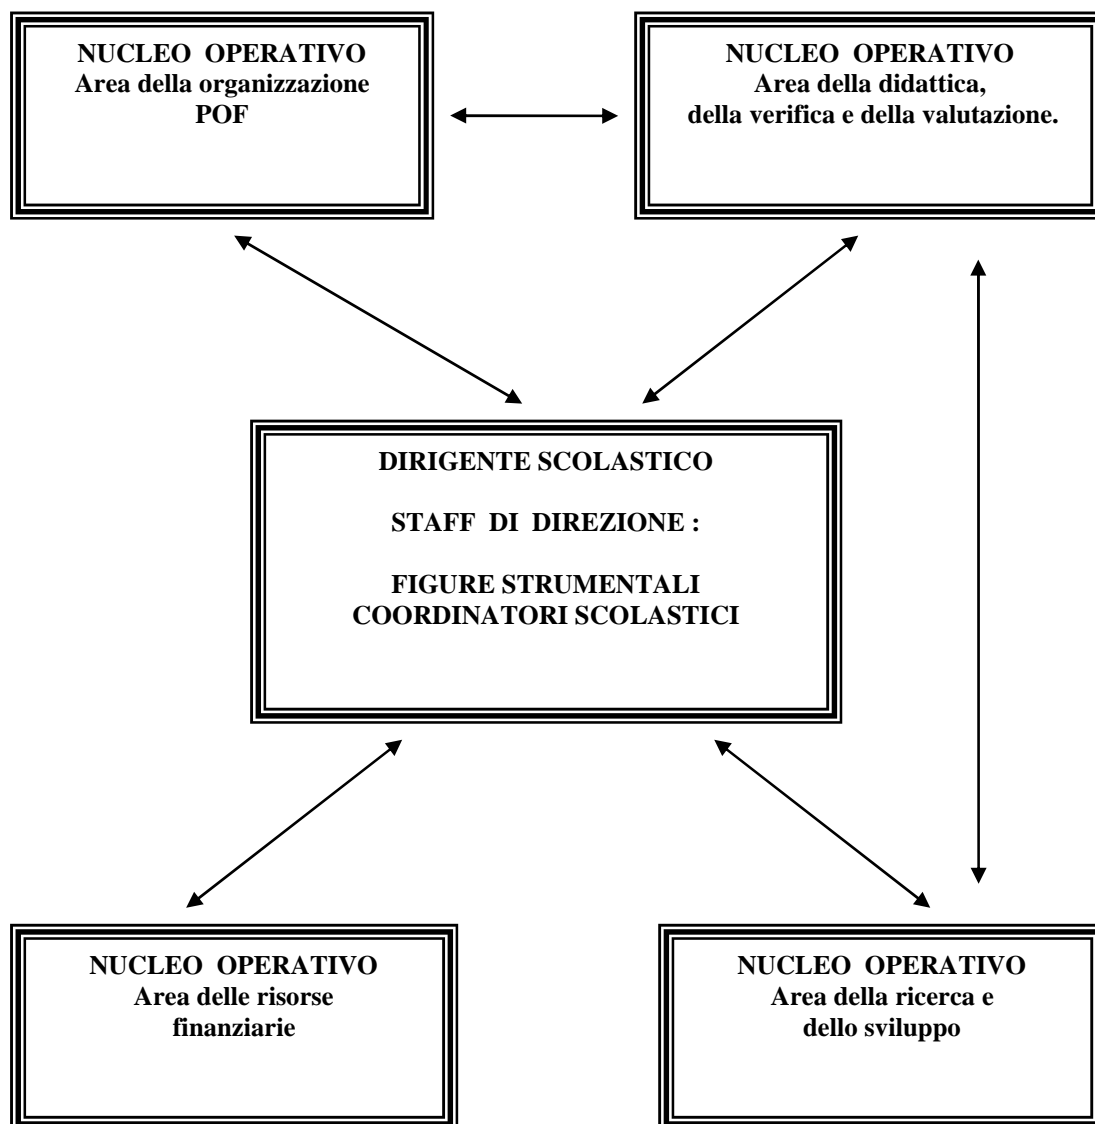 NUCLEO OPERATIVO
Area della organizzazione
POF
NUCLEO OPERATIVO
Area della didattica,
della verifica e della valutazione.
DIRIGENTE SCOLASTICO
STAFF DI DIREZIONE :
FIGURE STRUMENTALI
COORDINATORI SCOLASTICI
NUCLEO OPERATIVO
Area delle risorse
finanziarie
NUCLEO OPERATIVO
Area della ricerca e
dello sviluppo